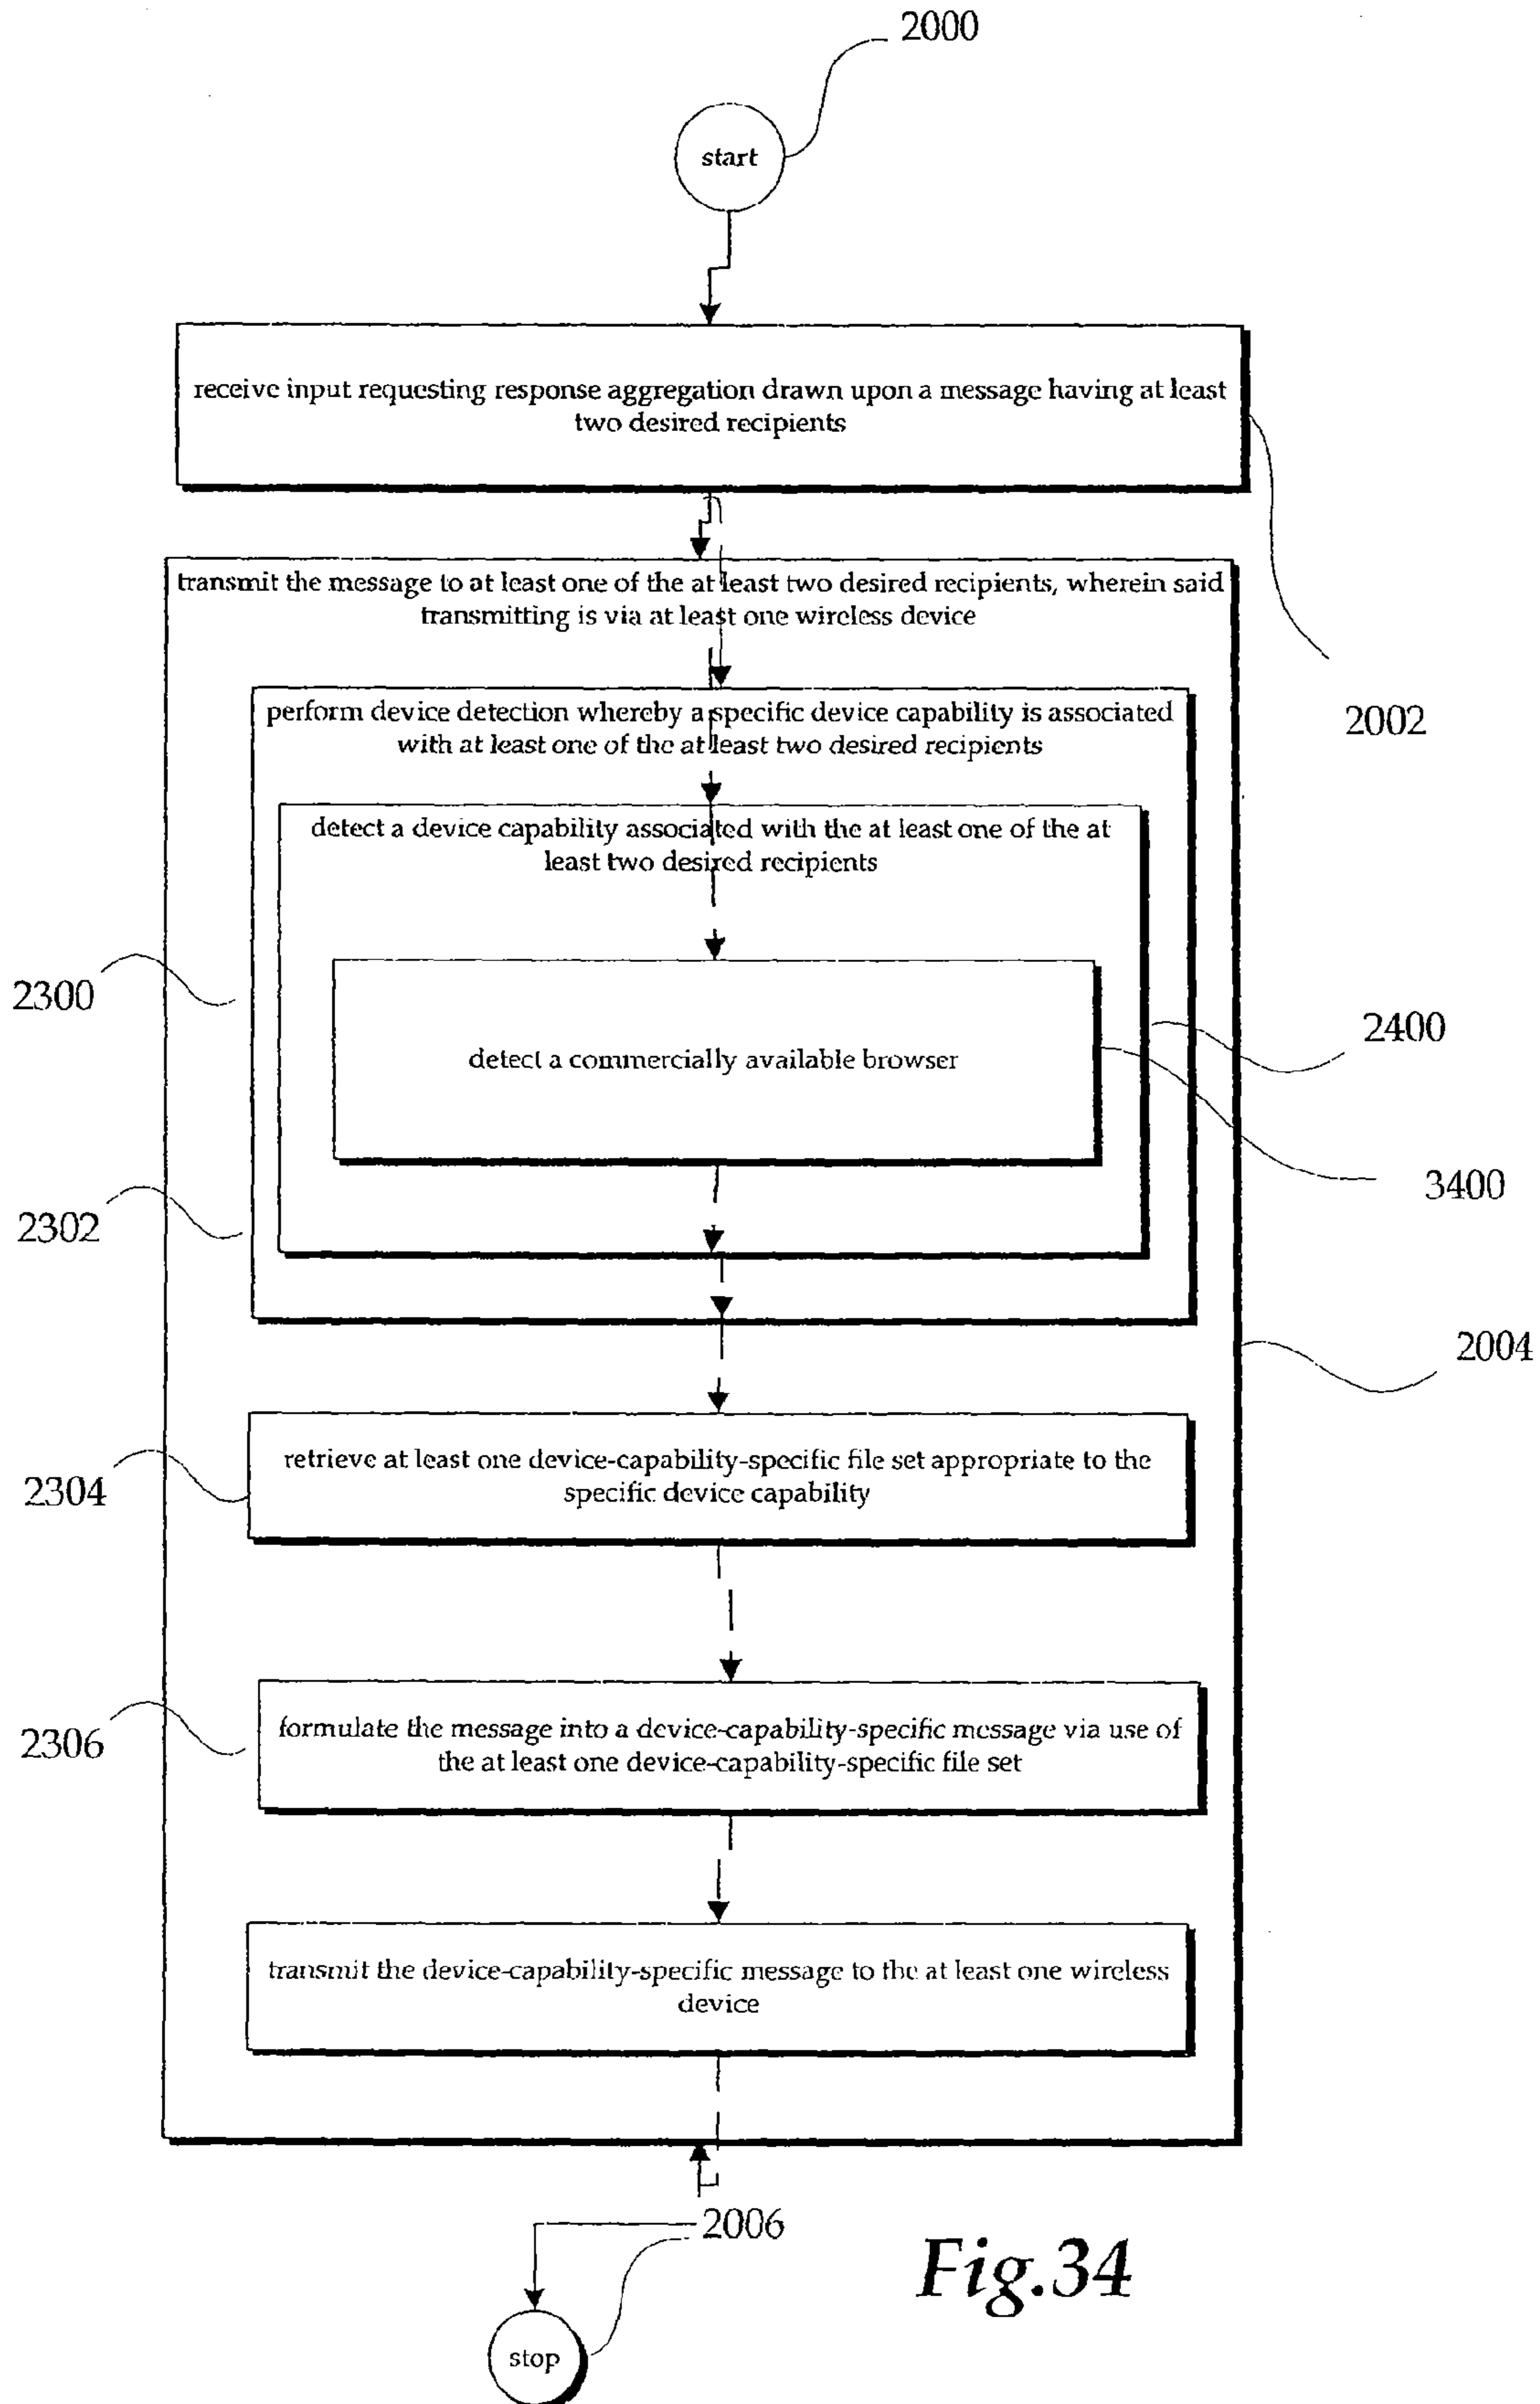 2000
start
receive input requesting response aggregation drawn upon a message having at least
two desired recipients
transmit the message to at least one of the at least two desired recipients, wherein said
transmitting is via at least one wireless device
perform device detection whereby a specific device capability is associated
with at least one of the at least two desired recipients
2002
detect a device capability associated with the at least one of the at
least two desired recipients
2300
2400
detect a commercially available browser
3400
2302
2004
retrieve at least one device-capability-specific file set appropriate to the
specific device capability
2304
formulate the message into a device-capability-specific message via use of
the at least one device-capability-specific file set
2306
transmit the device-capability-specific message to the at least one wireless
device
2006
Fig.34
stop